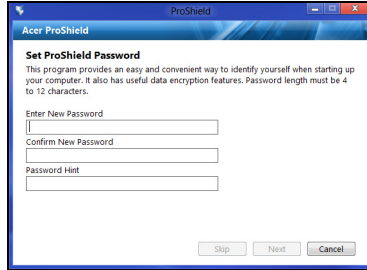 ProShield
Acer ProShield
Set ProShield Password
This program provides an easy and convenient way to identify yourself when starting up
your computer. It also has useful data encryption features. Password length must be 4
to 12 characters.
Enter New Password
Confirm New Password
Password Hint
Skip Next Cancel